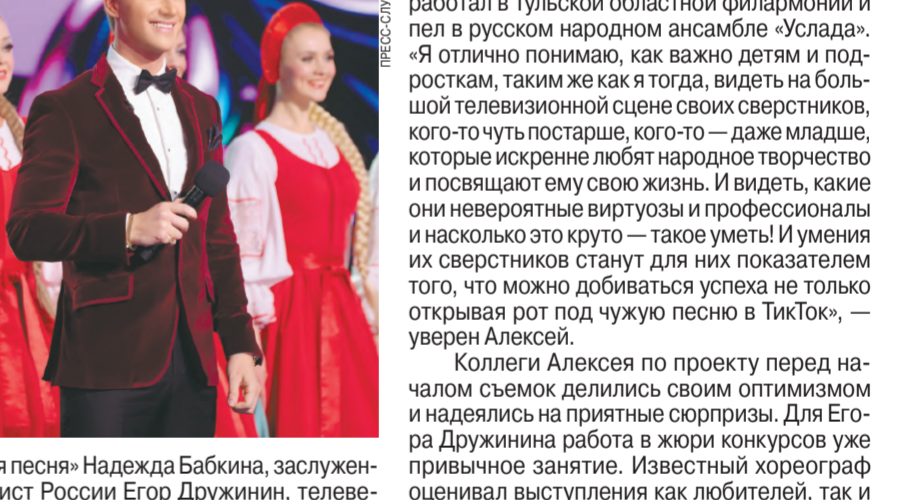 ПРЕСС-СЛУ
я песня» Надежда Бабкина, заслужен-
ист России Егор Дружинин, телеве-
работал в Тульской областной филармонии и
пел в русском народном ансамбле «Услада».
«Я отлично понимаю, как важно детям и под-
росткам, таким же как я тогда, видеть на боль-
шой телевизионной сцене своих сверстников,
кого-то чуть постарше, кого-то — даже младше,
которые искренне любят народное творчество
и посвящают ему свою жизнь. И видеть, какие
они невероятные виртуозы и профессионалы
и насколько это круто — такое уметь! И умения
их сверстников станут для них показателем
того, что можно добиваться успеха не только
открывая рот под чужую песню в ТикТок», —
уверен Алексей.
Коллеги Алексея по проекту перед на-
чалом съемок делились своим оптимизмом
и надеялись на приятные сюрпризы. Для Его-
ра Дружинина работа в жюри конкурсов уже
привычное занятие. Известный хореограф
оценивал выступления как любителей, так и